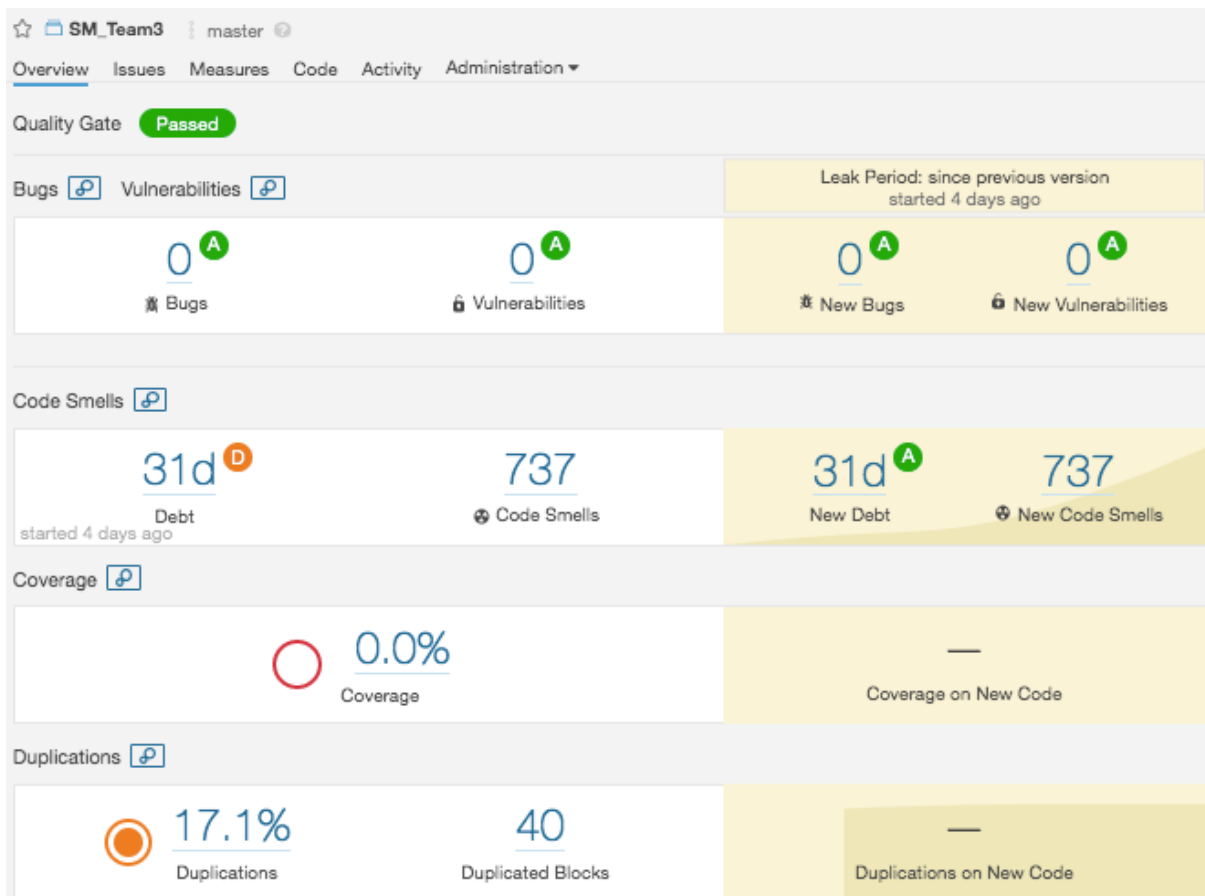 SM_Team3 master
Overview Issues Measures Code Activity Administration
Quality Gate Passed
Bugs Vulnerabilities
Leak Period: since previous version
started 4 days ago
0 A 0 A 0 A 0 A
Bugs Vulnerabilities New Bugs New Vulnerabilities
Code Smells
31d D 737 31d A 737
Debt Code Smells New Debt New Code Smells
started 4 days ago
Coverage
0.0% —
Coverage Coverage on New Code
Duplications
17.1% 40 —
Duplications Duplicated Blocks Duplications on New Code